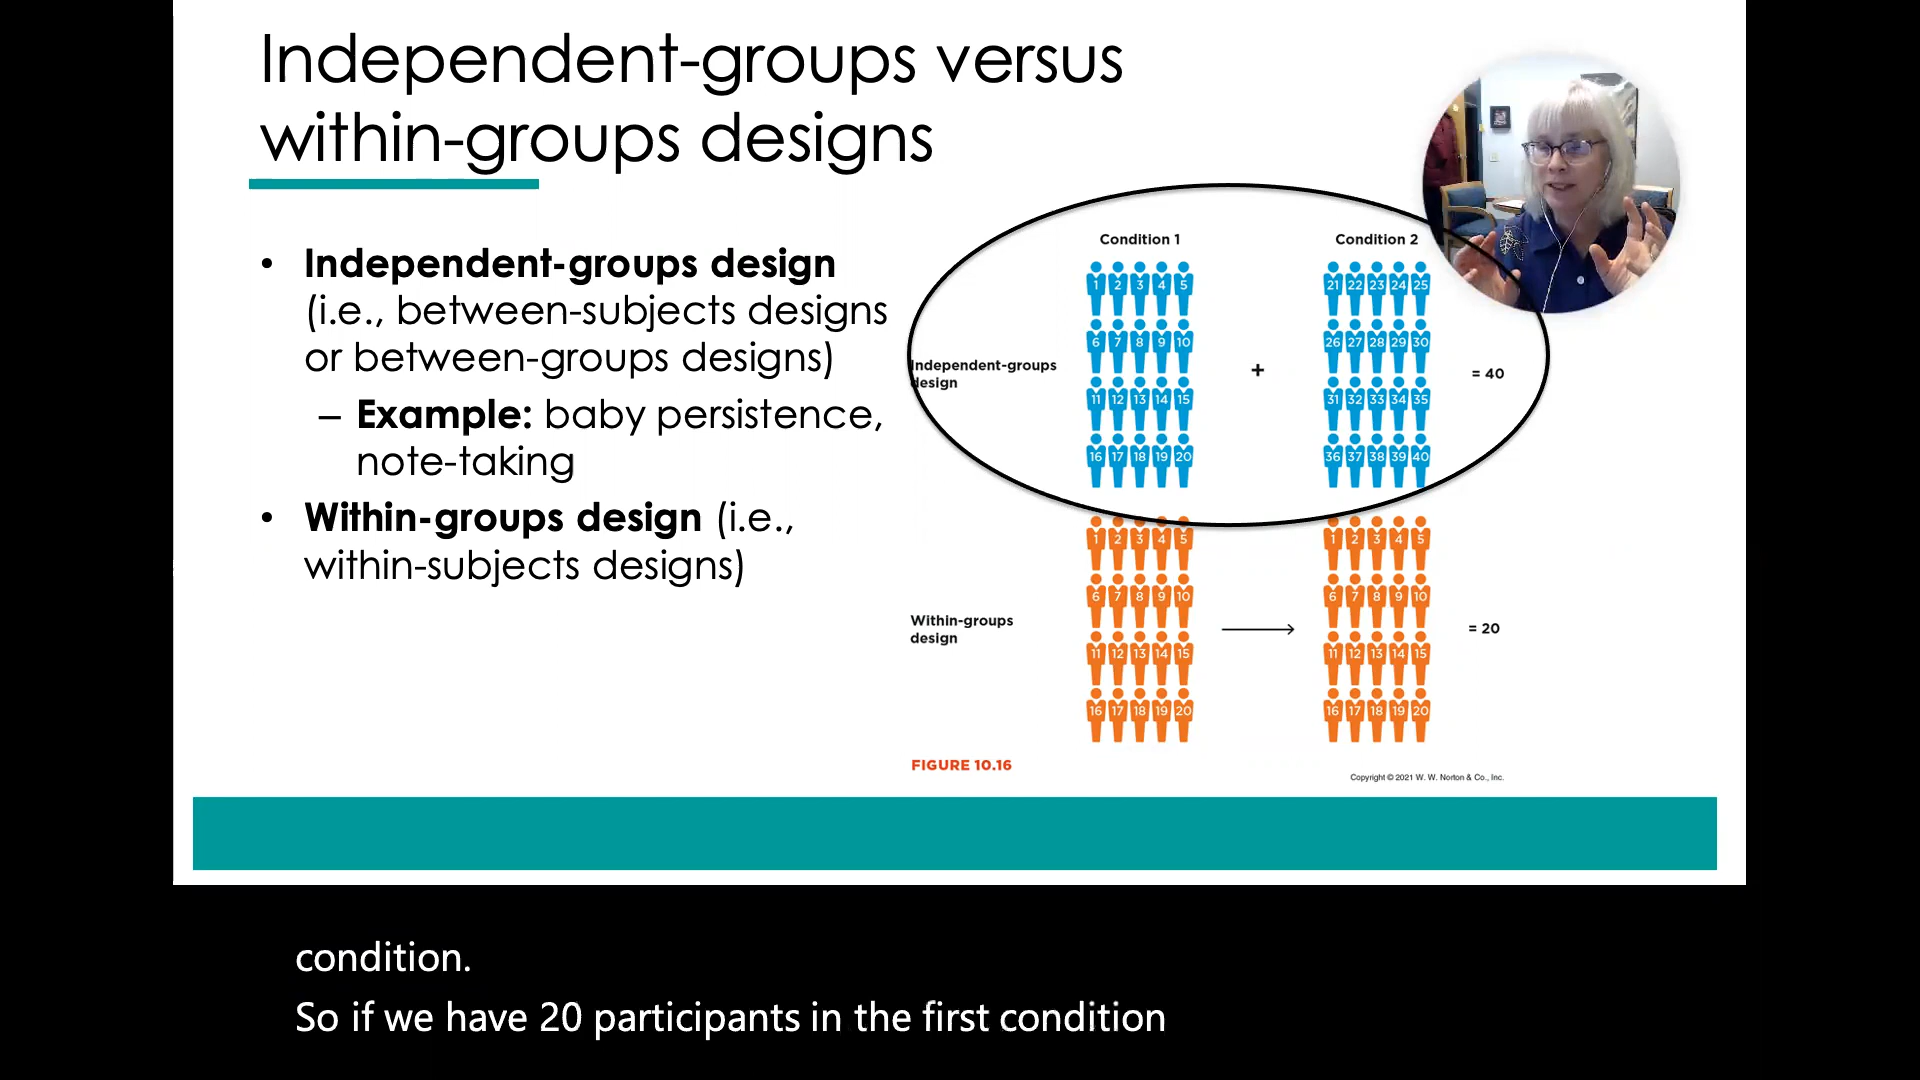 Independent-groups versus
within-groups designs
• Independent-groups design
(i.e., between-subjects designs
or between-groups designs)
– Example: baby persistence,
note-taking
• Within-groups design (i.e.,
within-subjects designs)
Condition 1 Condition 2
1 2 3 4 5 21 22 23 24 25
6 7 8 9 10 26 27 28 29 30
Independent-groups
design
+
= 40
11 12 13 14 15 31 32 33 34 35
16 17 18 19 20 36 37 38 39 40
1 2 3 4 5 1 2 3 4 5
6 7 8 9 10 6 7 8 9 10
Within-groups
design
= 20
11 12 13 14 15 11 12 13 14 15
16 17 18 19 20 16 17 18 19 20
FIGURE 10.16
Copyright © 2021 W. W. Norton & Co., Inc.
condition.
So if we have 20 participants in the first condition